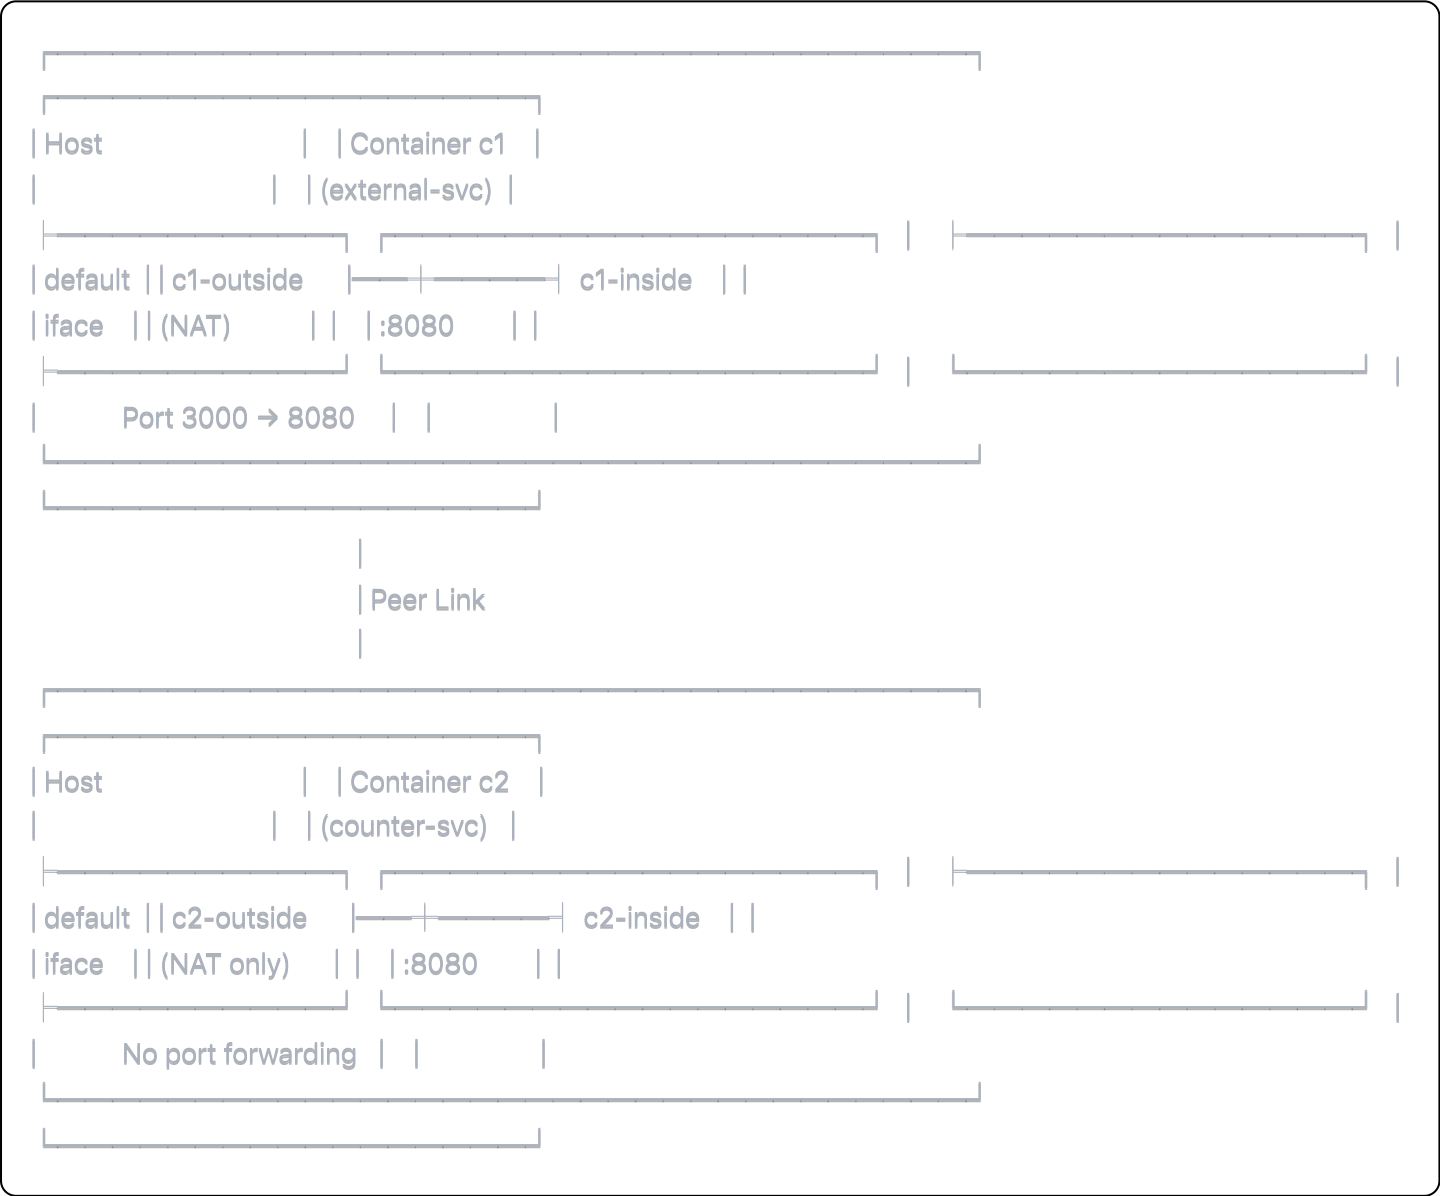 Host Container c1
(external-svc)
default c1-outside c1-inside
iface (NAT) :8080
Port 3000 → 8080
Peer Link
Host Container c2
(counter-svc)
default c2-outside c2-inside
iface (NAT only) :8080
No port forwarding